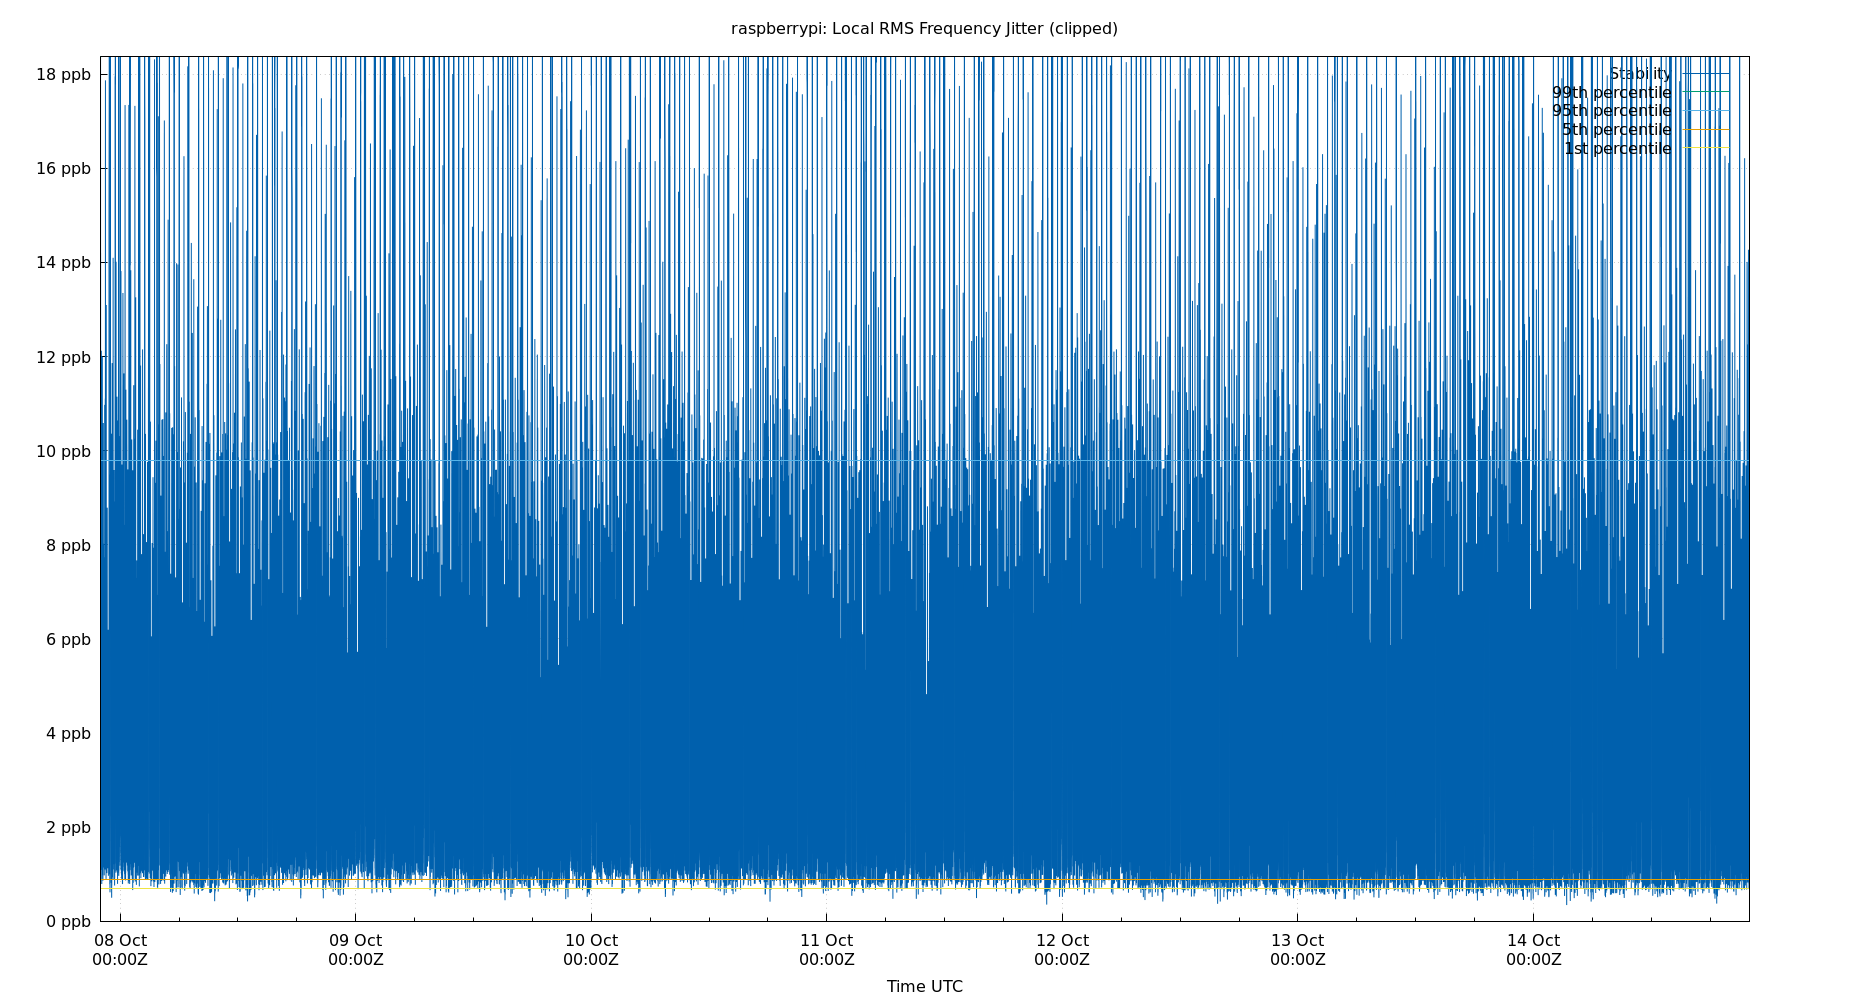 raspberrypi: Local RMS Frequency Jitter (clipped)
18 ppb
16 ppb
14 ppb
12 ppb
10 ppb
8 ppb
6 ppb
4 ppb
2 ppb
0 ppb
Stability
99th percentile
95th percentile
5th percentile
1st percentile
08 Oct 09 Oct 10 Oct 11 Oct 12 Oct 13 Oct 14 Oct
00:00Z 00:00Z 00:00Z 00:00Z 00:00Z 00:00Z 00:00Z
Time UTC